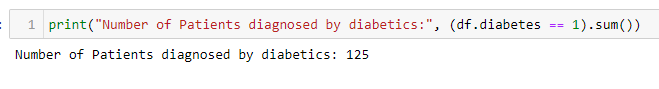 1 print("Number of Patients diagnosed by diabetics:", (df.diabetes == 1).sum())
Number of Patients diagnosed by diabetics: 125